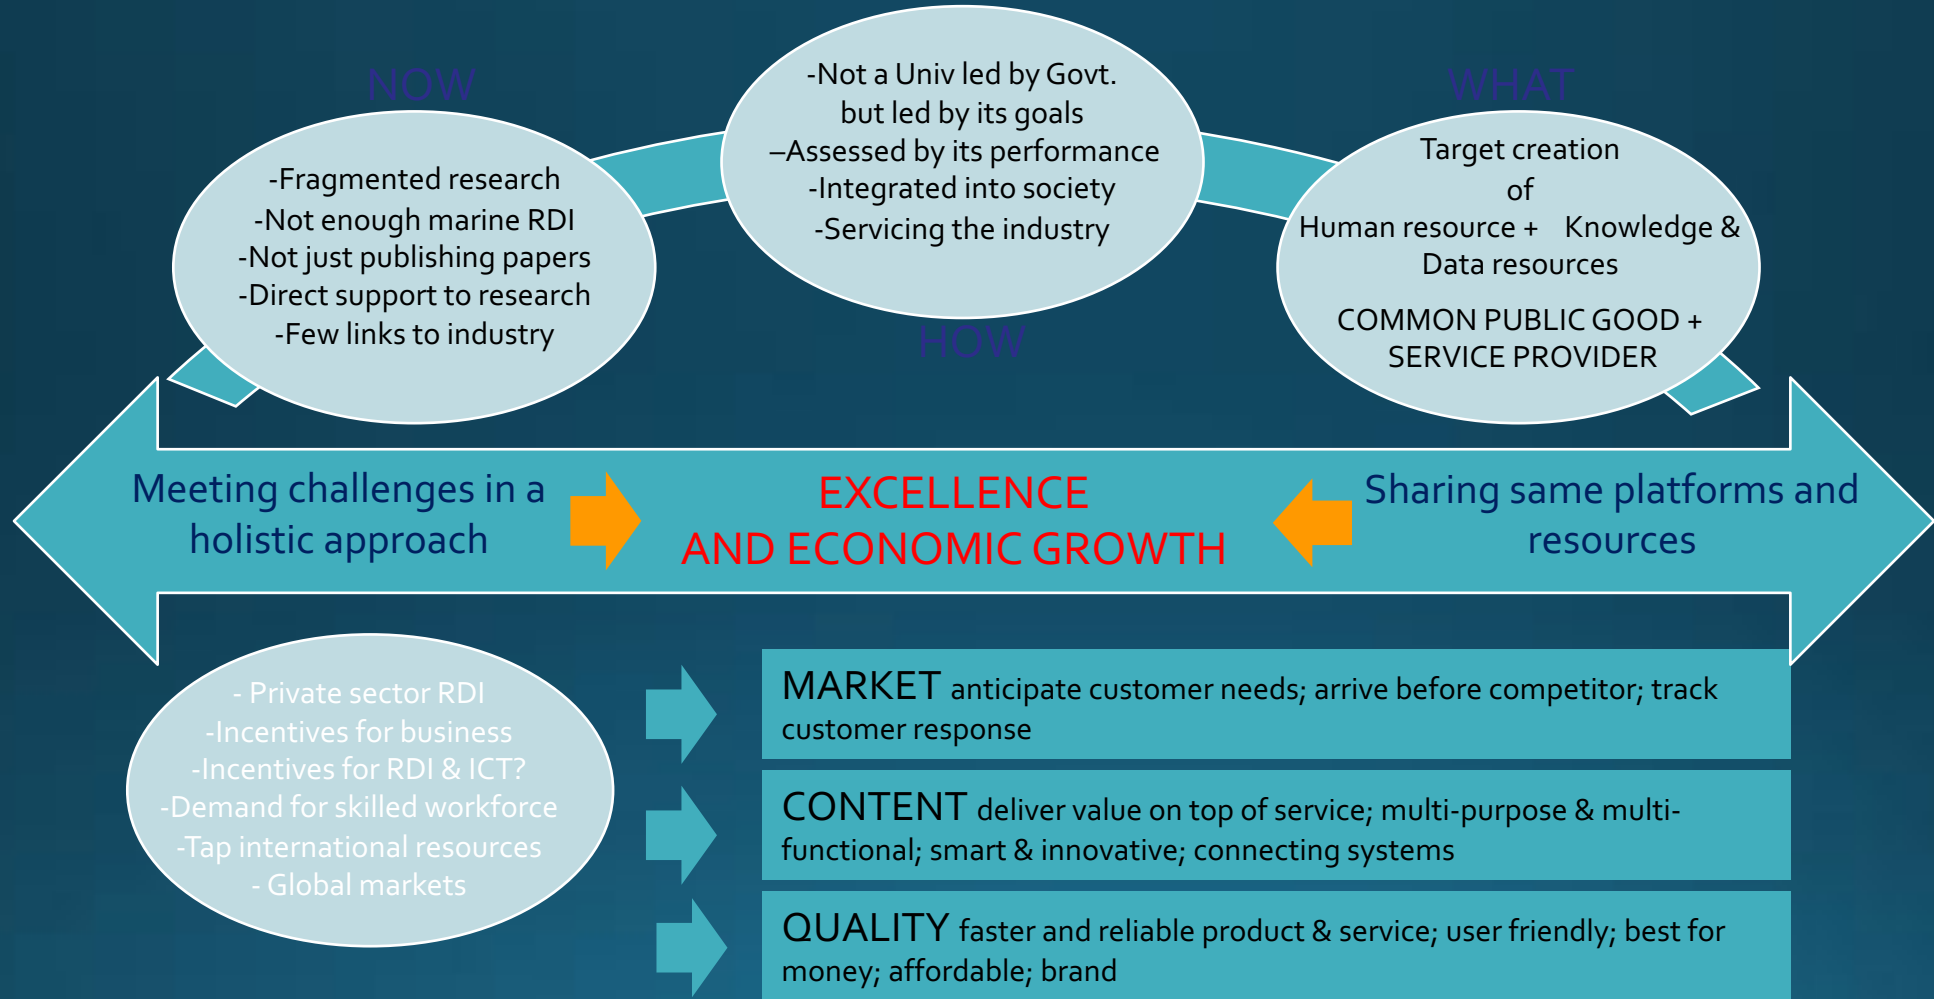 NOW
-Fragmented research
-Not enough marine RDI
-Not just publishing papers
-Direct support to research
-Few links to industry
-Not a Univ led by Govt.
but led by its goals
–Assessed by its performance
-Integrated into society
-Servicing the industry
HOW
WHAT
Target creation
of
Human resource + Knowledge &
Data resources
COMMON PUBLIC GOOD +
SERVICE PROVIDER
Meeting challenges in a
holistic approach
EXCELLENCE
AND ECONOMIC GROWTH
Sharing same platforms and
resources
- Private sector RDI
-Incentives for business
-Incentives for RDI & ICT?
-Demand for skilled workforce
-Tap international resources
- Global markets
MARKET anticipate customer needs; arrive before competitor; track
customer response
CONTENT deliver value on top of service; multi-purpose & multi-
functional; smart & innovative; connecting systems
QUALITY faster and reliable product & service; user friendly; best for
money; affordable; brand